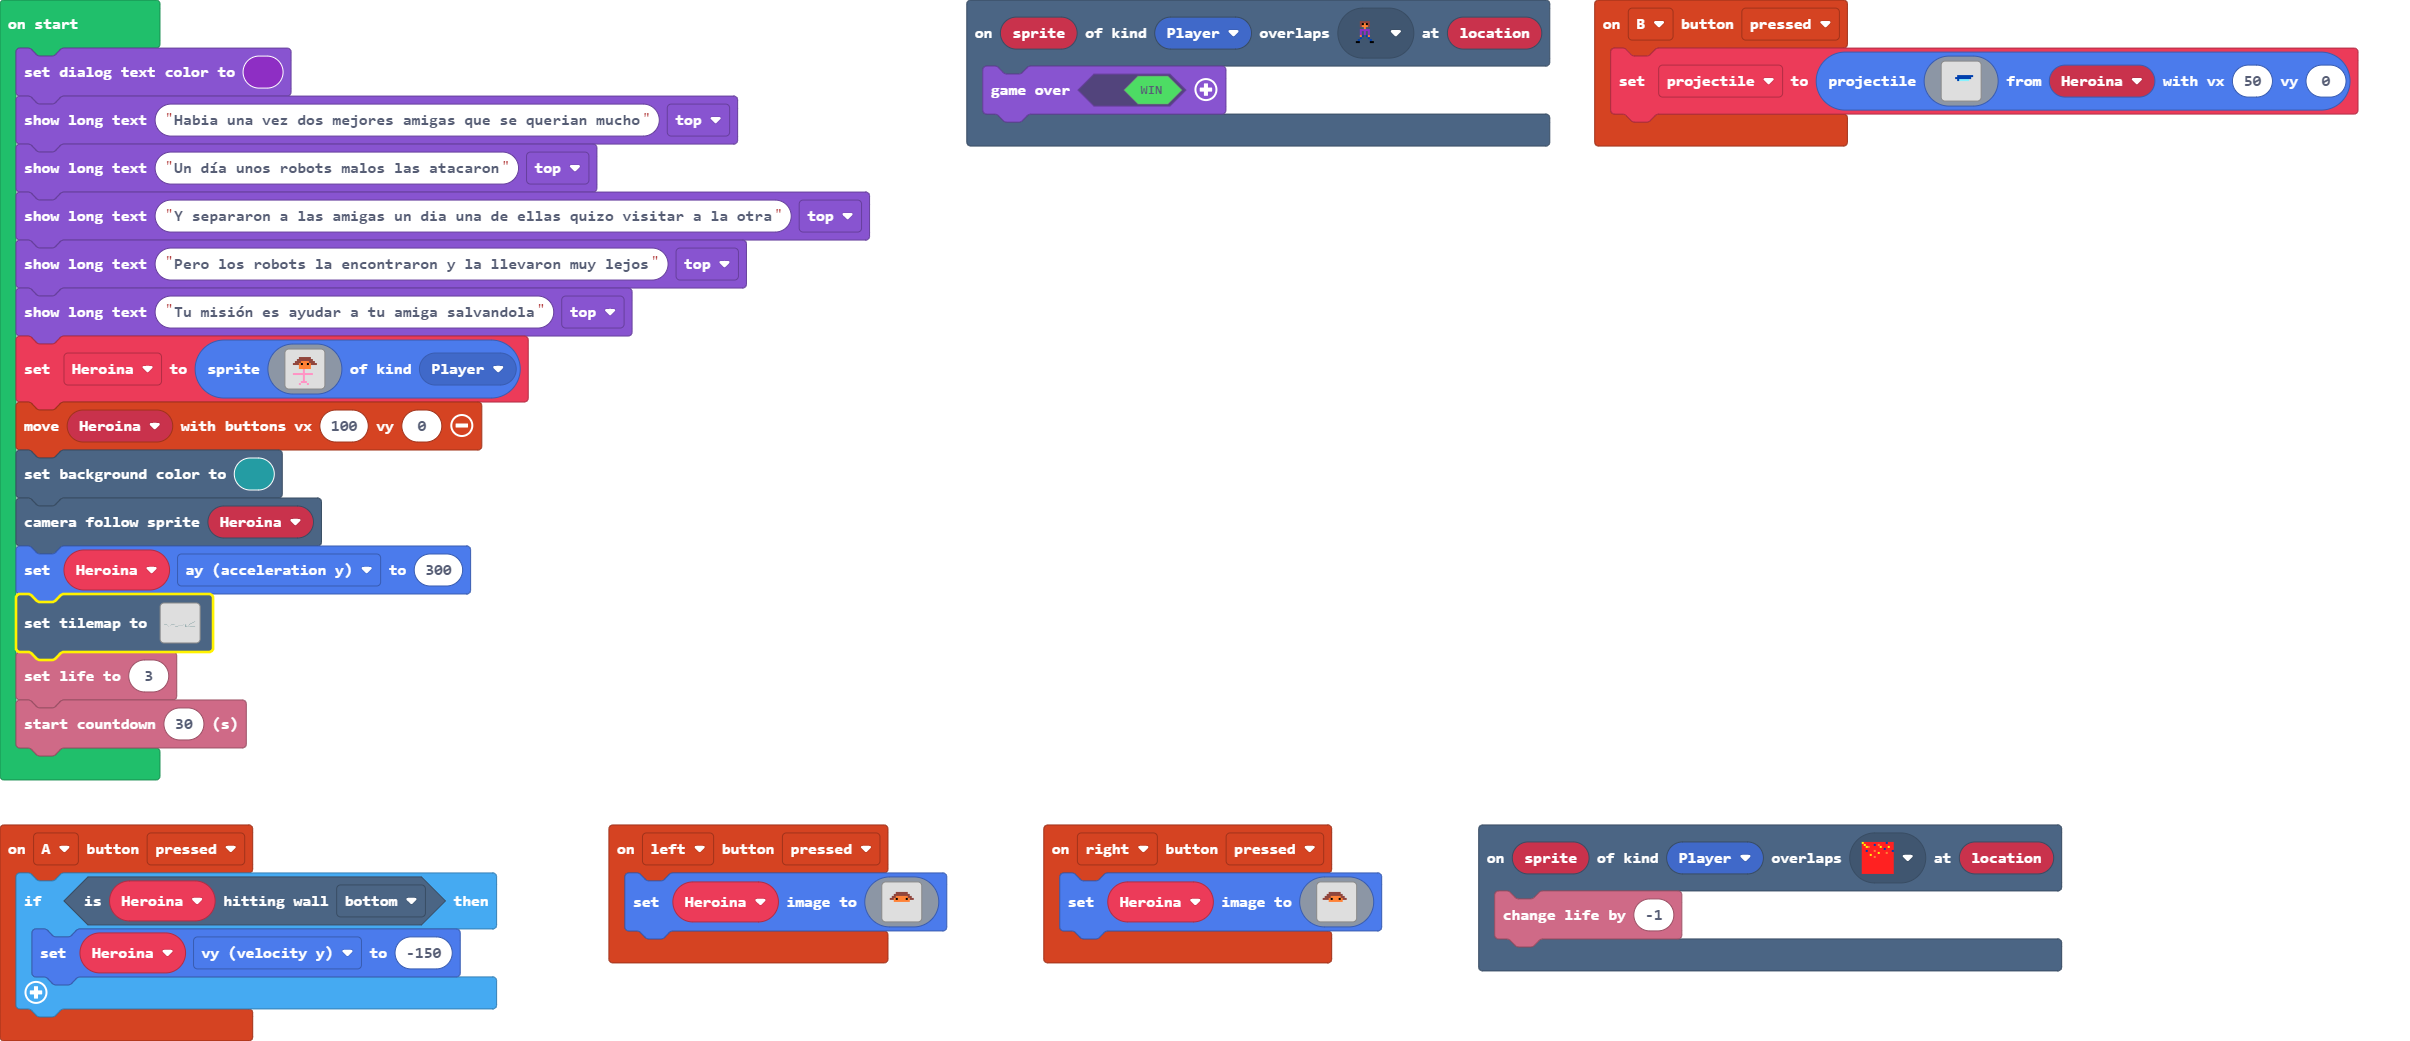 on start
set dialog text color to
show long text "Habia una vez dos mejores amigas que se querian mucho" top
show long text "Un día unos robots malos las atacaron" top
show long text "Y separaron a las amigas un dia una de ellas quizo visitar a la otra" top
show long text "Pero los robots la encontraron y la llevaron muy lejos" top
show long text "Tu misión es ayudar a tu amiga salvandola" top
set Heroina to sprite of kind Player
move Heroina with buttons vx 100 vy 0
set background color to
camera follow sprite Heroina
set Heroina ay (acceleration y) to 300
set tilemap to
set life to 3
start countdown 30 (s)
on sprite of kind Player overlaps at location
game over WIN
on B button pressed
set projectile to projectile from Heroina with vx 50 vy 0
on A button pressed
if is Heroina hitting wall bottom then
set Heroina vy (velocity y) to -150
on left button pressed
set Heroina image to
on right button pressed
set Heroina image to
on sprite of kind Player overlaps at location
change life by -1